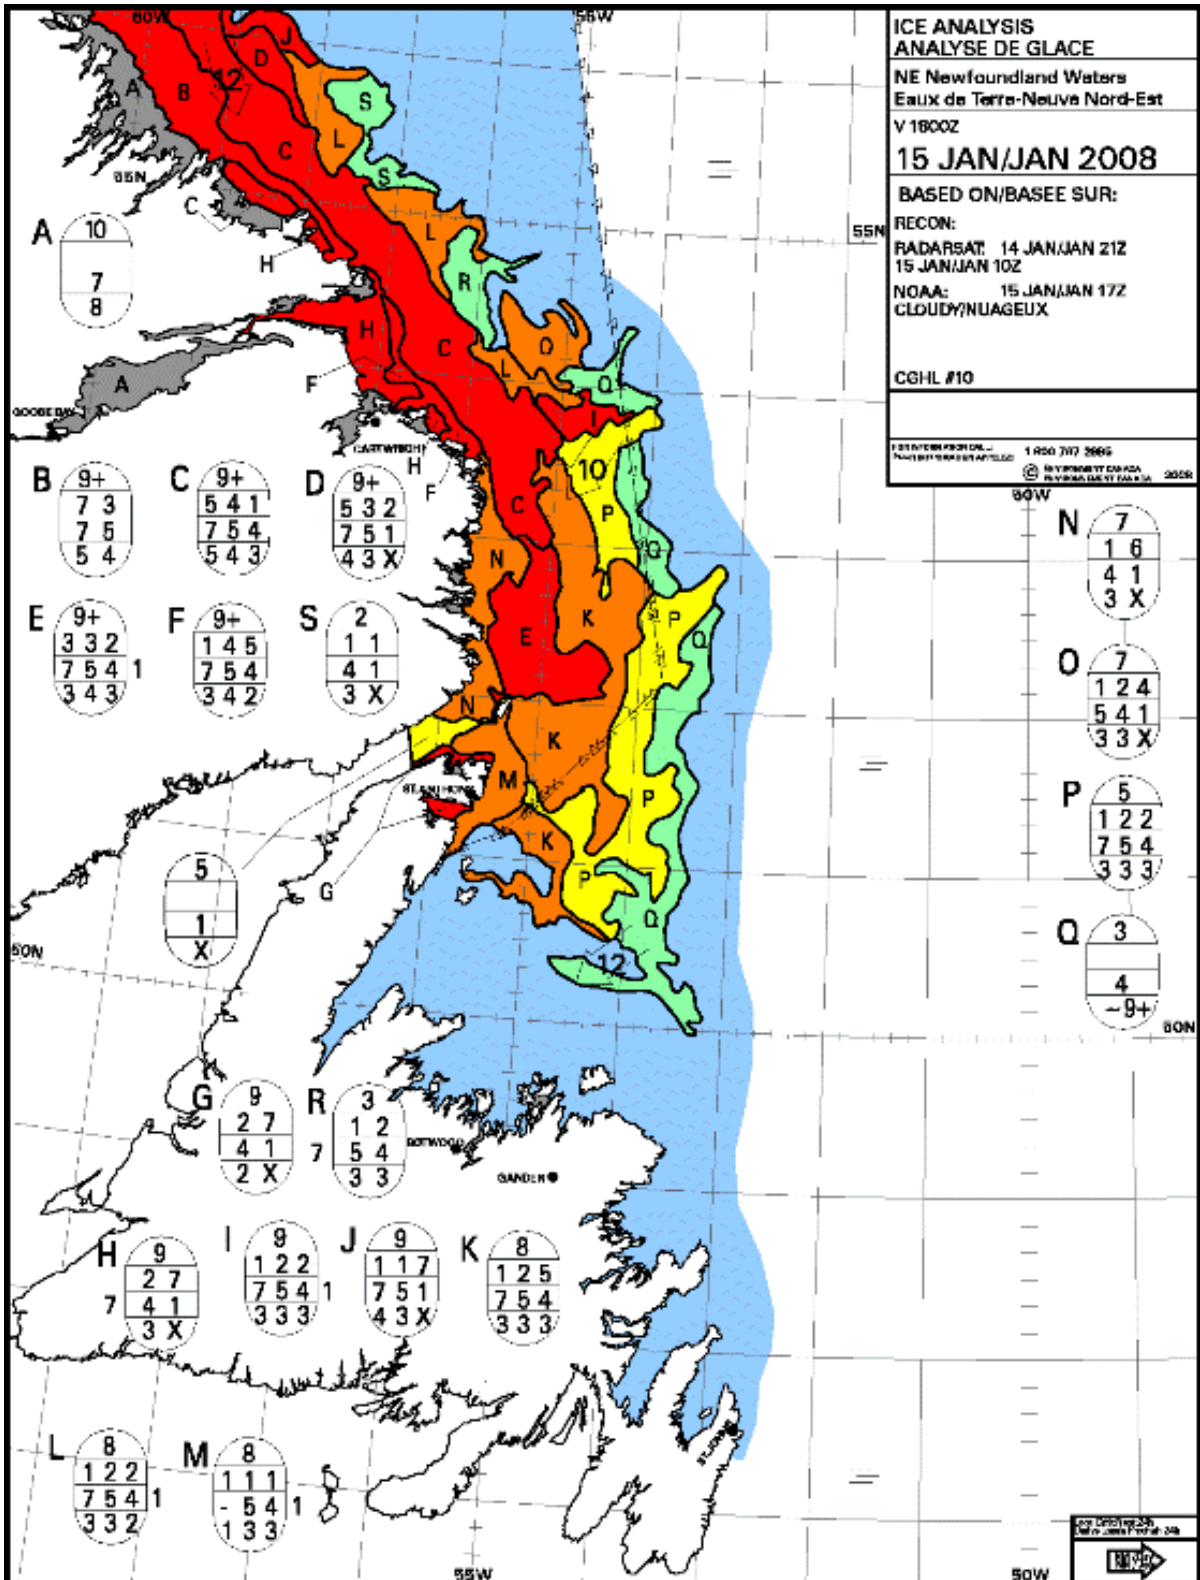 60W
55W
ICE ANALYSIS
ANALYSE DE GLACE
NE Newfoundland Waters
Eaux de Terre-Neuve Nord-Est
V 1800Z
15 JAN/JAN 2008
BASED ON/BASEE SUR:
RECON:
RADARSAT: 14 JAN/JAN 21Z
15 JAN/JAN 10Z
NOAA: 15 JAN/JAN 17Z
CLOUDY/NUAGEUX
CGHL #10
ENVIRONMENT CANADA
2008
J
D
12
A
B
S
L
C
S
55N
C
L
55N
H
R
A
10
7
8
H
C
O
L
Q
F
A
I
GOOSE BAY
CARTWRIGHT
H
F
10
P
C
50W
B
9+
7 3
7 5
5 4
C
9+
5 4 1
7 5 4
5 4 3
D
9+
5 3 2
7 5 1
4 3 X
N
Q
N
7
1 6
4 1
3 X
E
9+
3 3 2
7 5 4 1
3 4 3
F
9+
1 4 5
7 5 4
3 4 2
S
2
1 1
4 1
3 X
E
K
P
Q
O
7
1 2 4
5 4 1
3 3 X
N
K
M
ST.ANTHONY
P
K
P
P
5
1 2 2
7 5 4
3 3 3
5
1
X
G
P
Q
Q
3
4
~9+
50N
12
50N
G
9
2 7
4 1
2 X
R
3
1 2
7 5 4
3 3
BOTWOOD
GANDER
H
9
2 7
7 4 1
3 X
I
9
1 2 2
7 5 4 1
3 3 3
J
9
1 1 7
7 5 1
4 3 X
K
8
1 2 5
7 5 4
3 3 3
L
8
1 2 2
7 5 4 1
3 3 2
M
8
1 1 1
- 5 4 1
1 3 3
ST.JOHNS
55W
50W